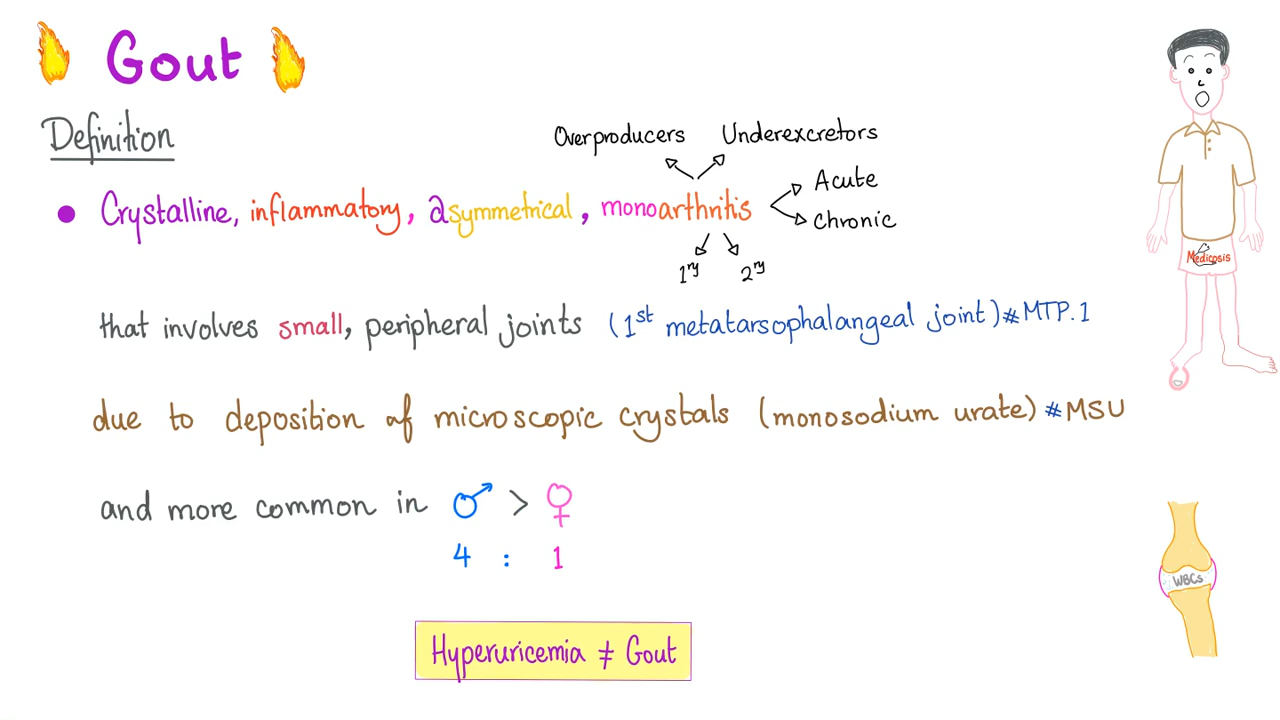 Gout
Definition
Overproducers Underexcretors
Acute
• Crystalline, inflammatory, asymmetrical, monoarthritis
Chronic
1ry 2ry
that involves small, peripheral joints (1st metatarsophalangeal joint) #MTP.1
due to deposition of microscopic crystals (monosodium urate) #MSU
and more common in ♂ > ♀
4 : 1
Hyperuricemia ≠ Gout
Medicosis
WBCs